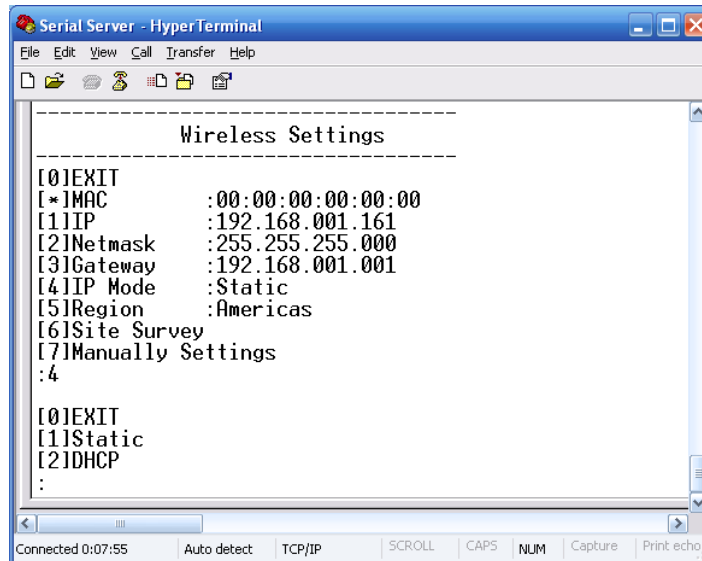 Serial Server - HyperTerminal
File Edit View Call Transfer Help
------------------------------------
Wireless Settings
------------------------------------
[0]EXIT
[*]MAC :00:00:00:00:00:00
[1]IP :192.168.001.161
[2]Netmask :255.255.255.000
[3]Gateway :192.168.001.001
[4]IP Mode :Static
[5]Region :Americas
[6]Site Survey
[7]Manually Settings
:4
[0]EXIT
[1]Static
[2]DHCP
:
Connected 0:07:55 Auto detect TCP/IP SCROLL CAPS NUM Capture Print echo